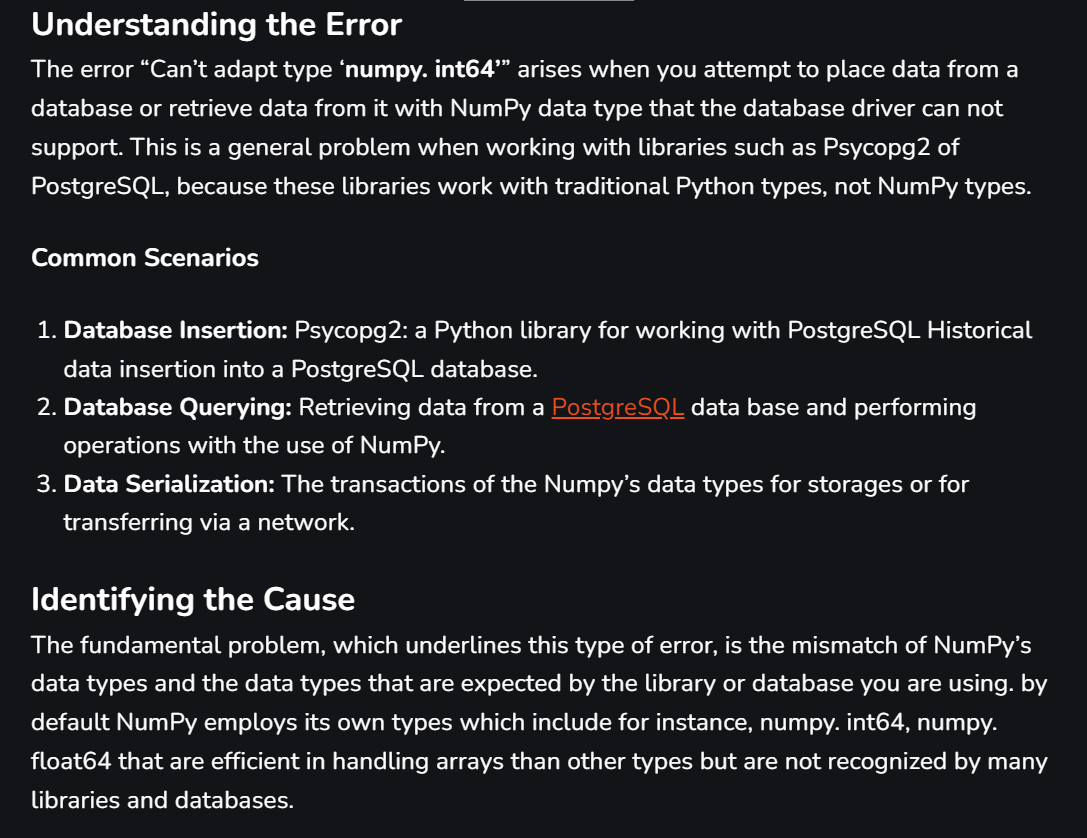 Understanding the Error
The error “Can’t adapt type ‘numpy. int64’” arises when you attempt to place data from a
database or retrieve data from it with NumPy data type that the database driver can not
support. This is a general problem when working with libraries such as Psycopg2 of
PostgreSQL, because these libraries work with traditional Python types, not NumPy types.
Common Scenarios
1. Database Insertion: Psycopg2: a Python library for working with PostgreSQL Historical
data insertion into a PostgreSQL database.
2. Database Querying: Retrieving data from a PostgreSQL data base and performing
operations with the use of NumPy.
3. Data Serialization: The transactions of the Numpy’s data types for storages or for
transferring via a network.
Identifying the Cause
The fundamental problem, which underlines this type of error, is the mismatch of NumPy’s
data types and the data types that are expected by the library or database you are using. by
default NumPy employs its own types which include for instance, numpy. int64, numpy.
float64 that are efficient in handling arrays than other types but are not recognized by many
libraries and databases.